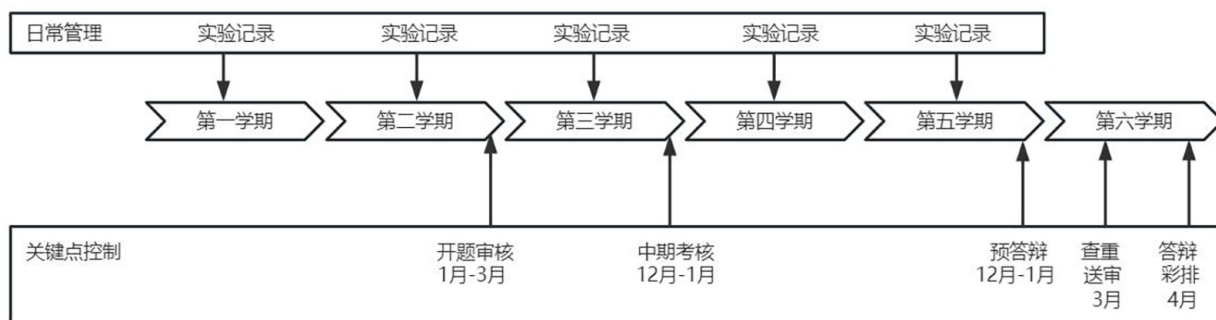 日常管理 实验记录 实验记录 实验记录 实验记录 实验记录
第一学期 第二学期 第三学期 第四学期 第五学期 第六学期
关键点控制 开题审核 中期考核 预答辩 查重 答辩
1月-3月 12月-1月 12月-1月 送审 彩排
3月 4月